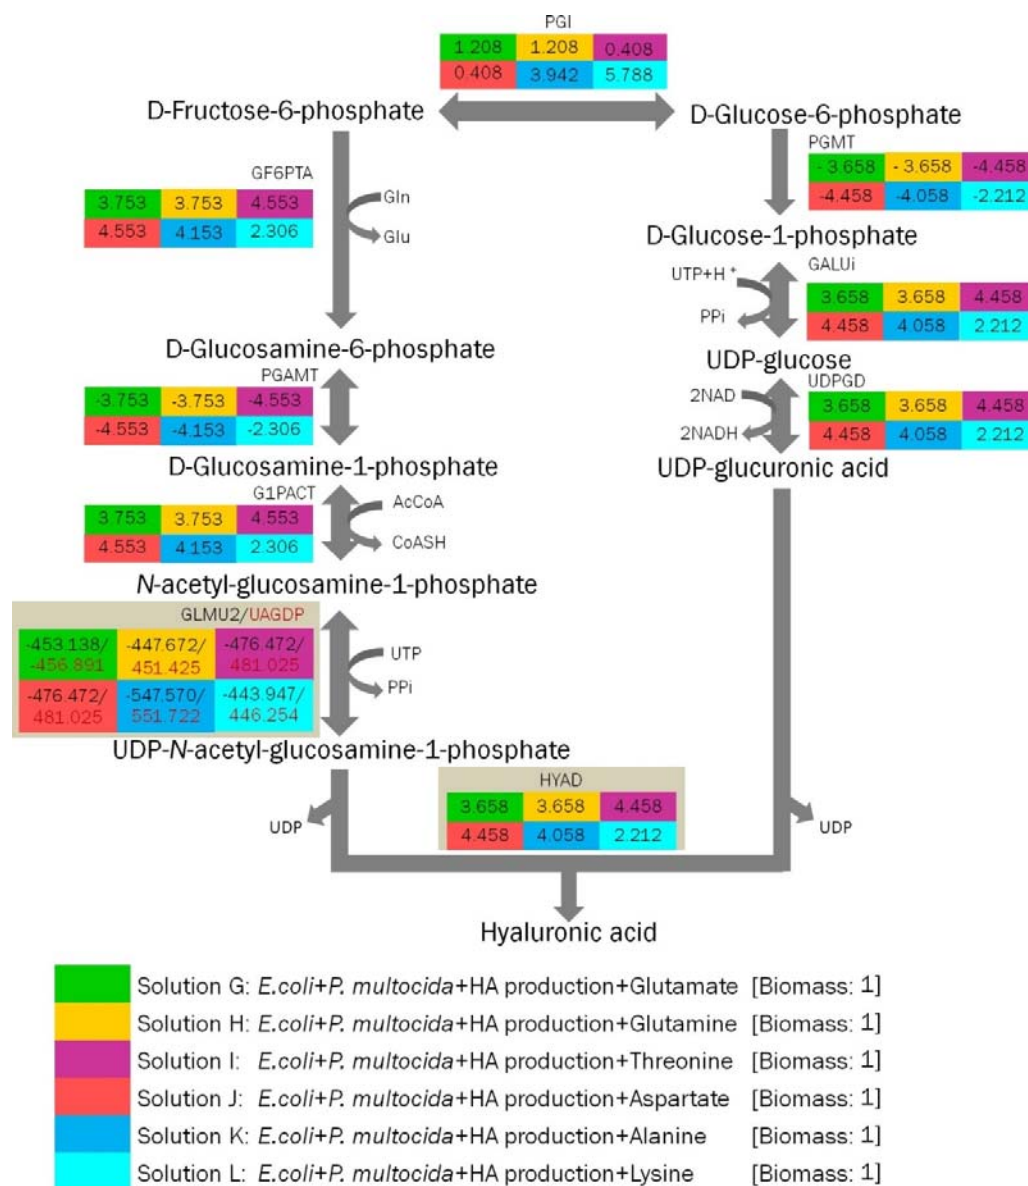 PGI
1.208 1.208 0.408
0.408 3.942 5.788
D-Fructose-6-phosphate
D-Glucose-6-phosphate
PGMT
- 3.658 - 3.658 -4.458
-4.458 -4.058 -2.212
GF6PTA
3.753 3.753 4.553
4.553 4.153 2.306
Gln
Glu
D-Glucose-1-phosphate
GALUi
UTP+H +
PPi
3.658 3.658 4.458
4.458 4.058 2.212
D-Glucosamine-6-phosphate
UDP-glucose
PGAMT
-3.753 -3.753 -4.553
-4.553 -4.153 -2.306
UDPGD
2NAD
2NADH
3.658 3.658 4.458
4.458 4.058 2.212
D-Glucosamine-1-phosphate
UDP-glucuronic acid
G1PACT
3.753 3.753 4.553
4.553 4.153 2.306
AcCoA
CoASH
N-acetyl-glucosamine-1-phosphate
GLMU2/UAGDP
-453.138/ -447.672/ -476.472/
-456.891 451.425 481.025
-476.472/ -547.570/ -443.947/
481.025 551.722 446.254
UTP
PPi
UDP-N-acetyl-glucosamine-1-phosphate
HYAD
3.658 3.658 4.458
4.458 4.058 2.212
UDP
UDP
Hyaluronic acid
Solution G: E.coli+P. multocida+HA production+Glutamate [Biomass: 1]
Solution H: E.coli+P. multocida+HA production+Glutamine [Biomass: 1]
Solution I: E.coli+P. multocida+HA production+Threonine [Biomass: 1]
Solution J: E.coli+P. multocida+HA production+Aspartate [Biomass: 1]
Solution K: E.coli+P. multocida+HA production+Alanine [Biomass: 1]
Solution L: E.coli+P. multocida+HA production+Lysine [Biomass: 1]